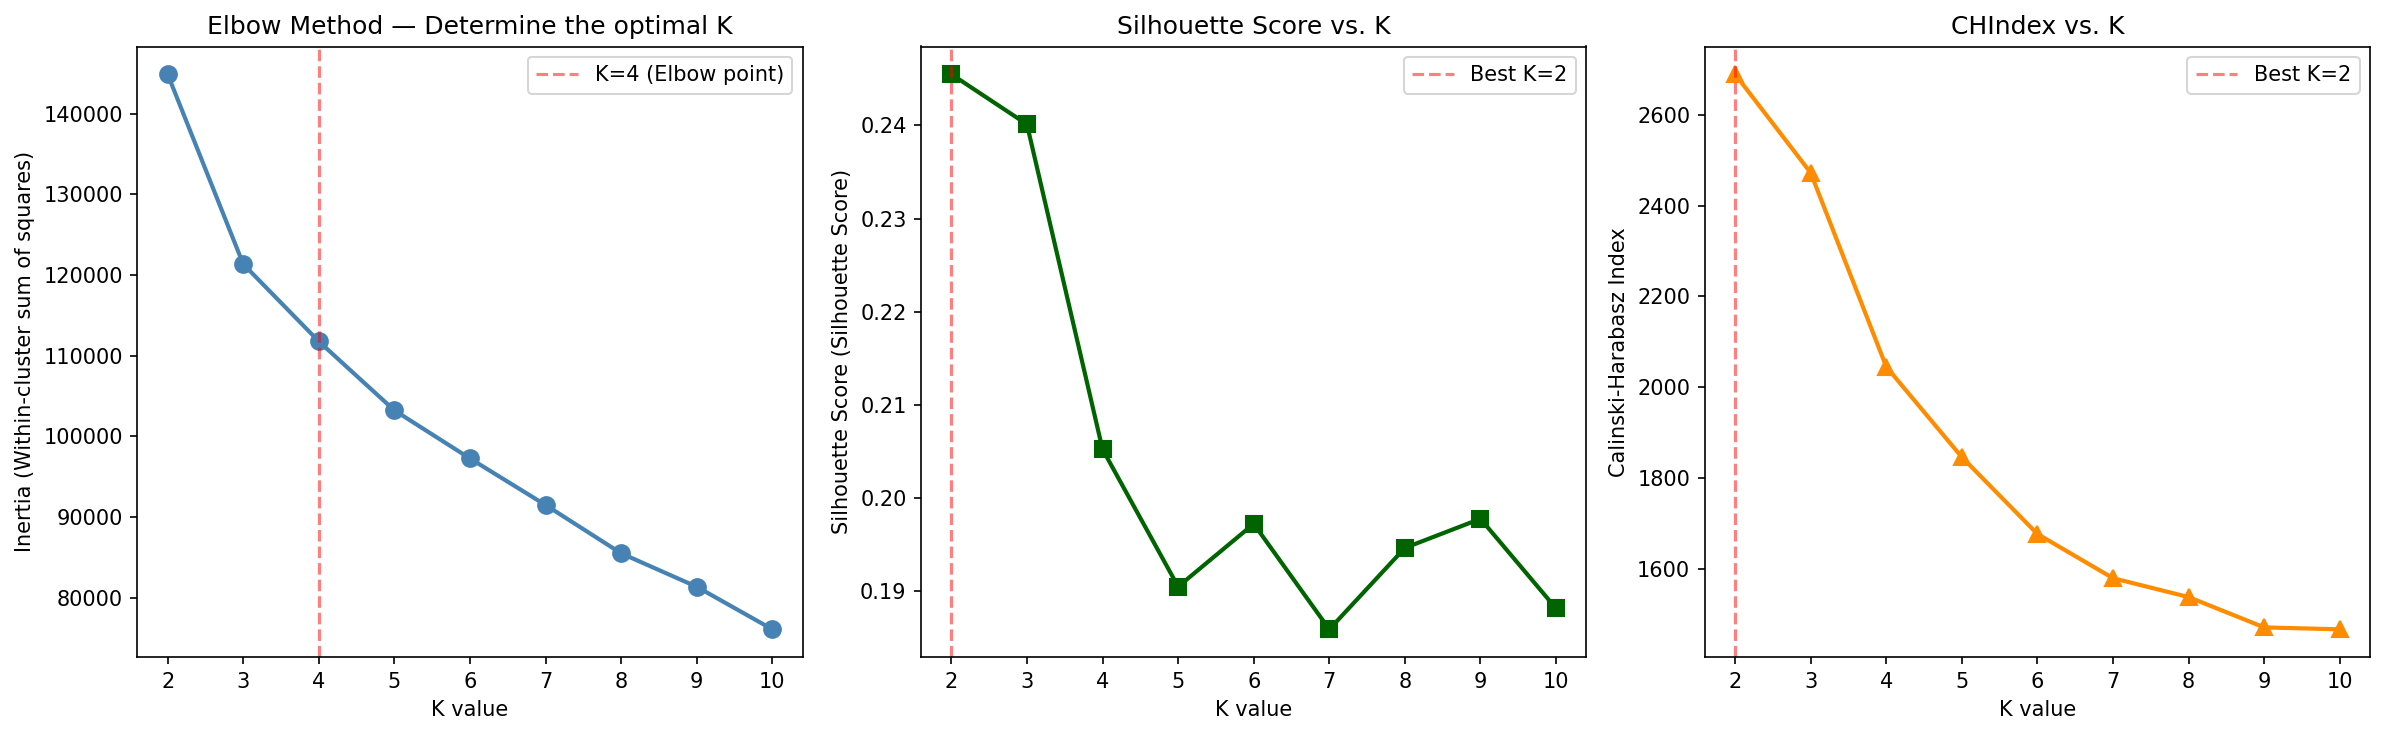 Elbow Method — Determine the optimal K
Inertia (Within-cluster sum of squares)
140000
130000
120000
110000
100000
90000
80000
K=4 (Elbow point)
2 3 4 5 6 7 8 9 10
K value
Silhouette Score vs. K
Silhouette Score (Silhouette Score)
0.24
0.23
0.22
0.21
0.20
0.19
Best K=2
2 3 4 5 6 7 8 9 10
K value
CHIndex vs. K
Calinski-Harabasz Index
2600
2400
2200
2000
1800
1600
Best K=2
2 3 4 5 6 7 8 9 10
K value